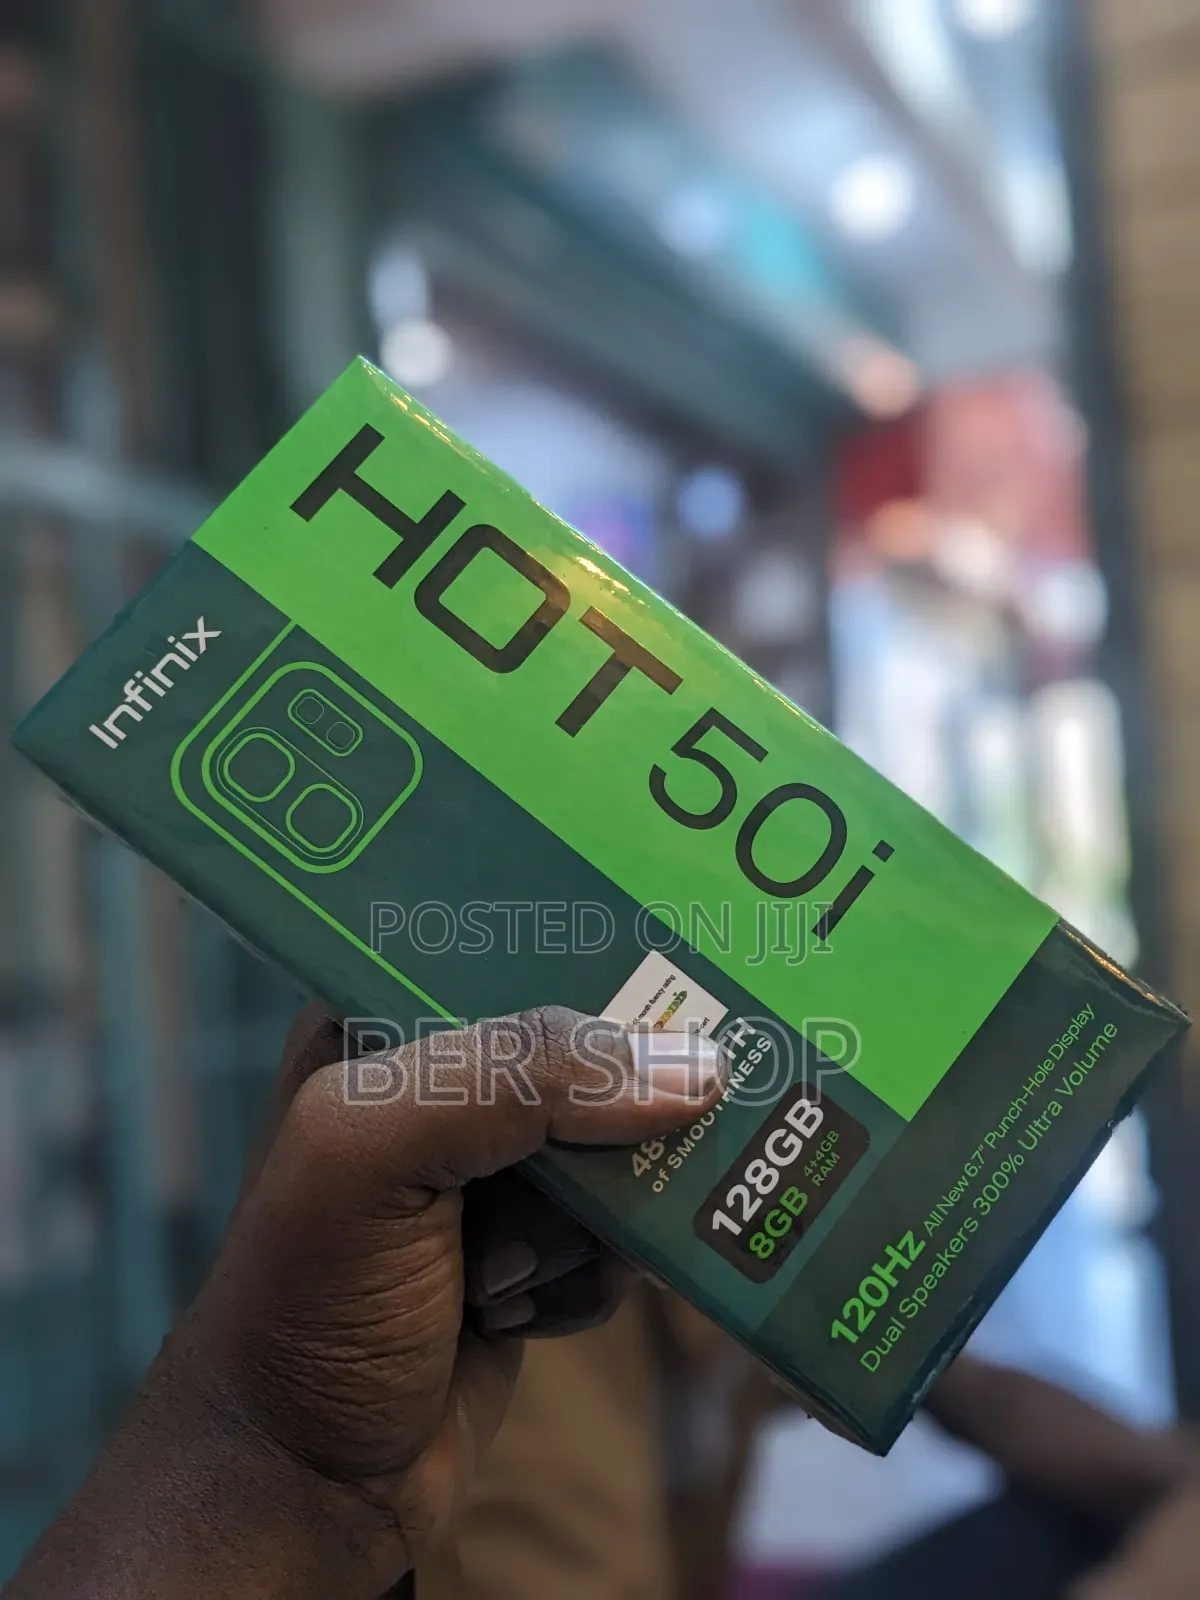 HOT 50i
Infinix
POSTED ON JIJI
BER SHOP
of SMOOTHNESS
128GB
8GB 4+4GB
RAM
120Hz All New 6.7" Punch-Hole Display
Dual Speakers 300% Ultra Volume